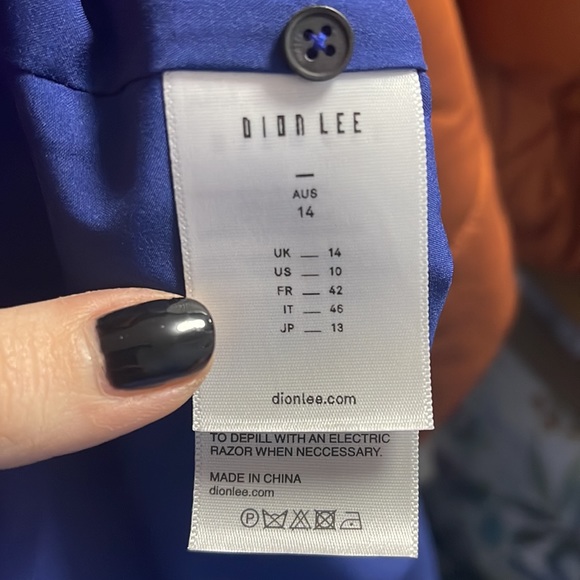 DION LEE
—
AUS
14
UK — 14
US — 10
FR — 42
IT — 46
JP — 13
dionlee.com
TO DEPILL WITH AN ELECTRIC
RAZOR WHEN NECCESSARY.
MADE IN CHINA
dionlee.com
P